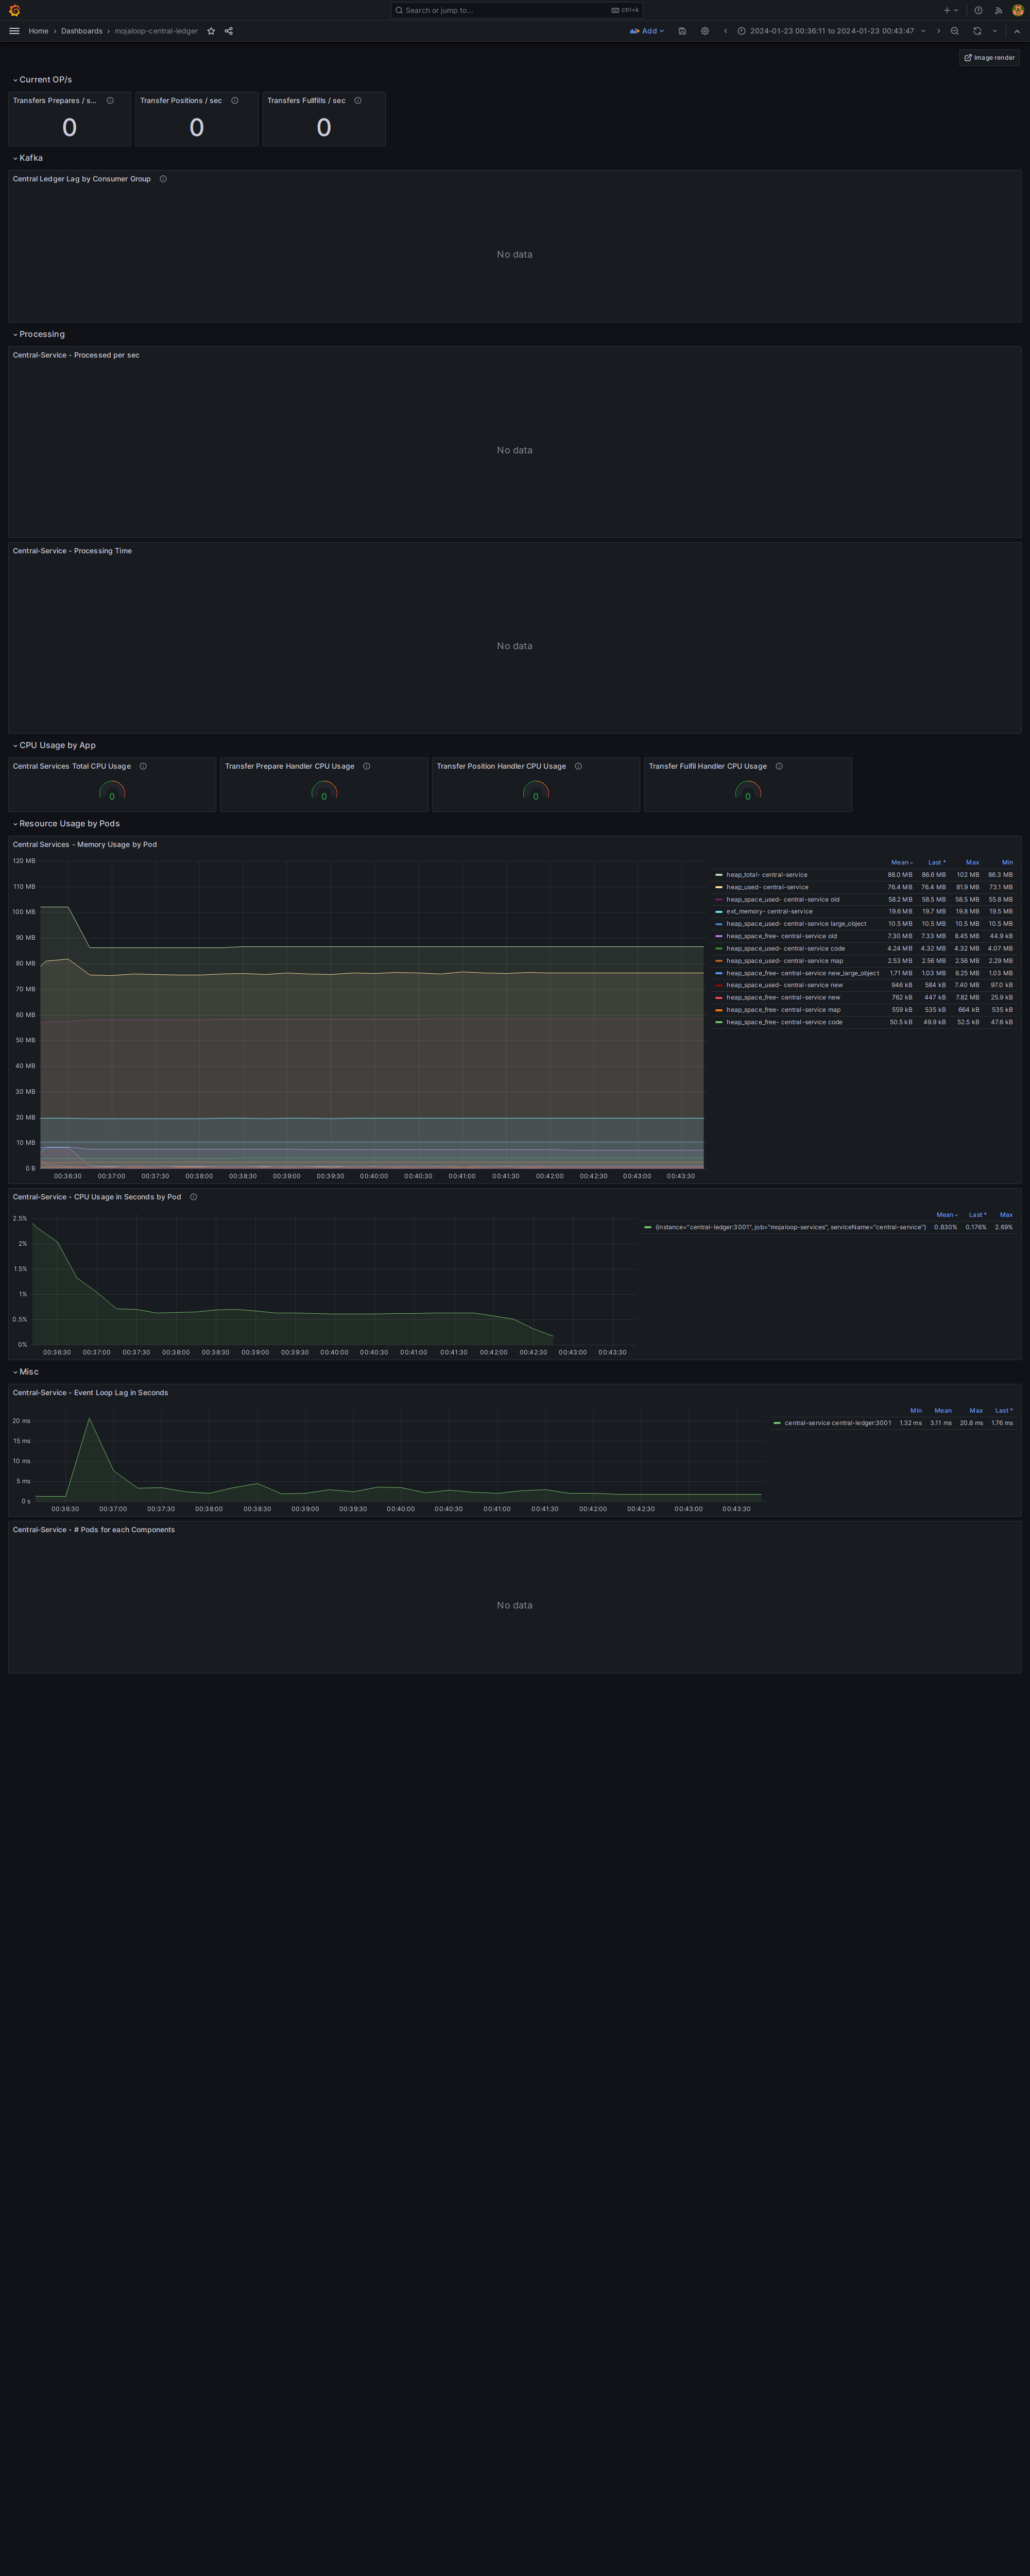 Search or jump to...
ctrl+k
Home › Dashboards › mojaloop-central-ledger
Add
2024-01-23 00:36:11 to 2024-01-23 00:43:47
Image render
Current OP/s
Transfers Prepares / s...
Transfer Positions / sec
Transfers Fullfills / sec
0
0
0
Kafka
Central Ledger Lag by Consumer Group
No data
Processing
Central-Service - Processed per sec
No data
Central-Service - Processing Time
No data
CPU Usage by App
Central Services Total CPU Usage
Transfer Prepare Handler CPU Usage
Transfer Position Handler CPU Usage
Transfer Fulfil Handler CPU Usage
0
0
0
0
Resource Usage by Pods
Central Services - Memory Usage by Pod
120 MB
110 MB
100 MB
90 MB
80 MB
70 MB
60 MB
50 MB
40 MB
30 MB
20 MB
10 MB
0 B
00:36:30 00:37:00 00:37:30 00:38:00 00:38:30 00:39:00 00:39:30 00:40:00 00:40:30 00:41:00 00:41:30 00:42:00 00:42:30 00:43:00 00:43:30
Mean Last * Max Min
heap_total- central-service 88.0 MB 86.6 MB 102 MB 86.3 MB
heap_used- central-service 76.4 MB 76.4 MB 81.9 MB 73.1 MB
heap_space_used- central-service old 58.2 MB 58.5 MB 58.5 MB 55.8 MB
ext_memory- central-service 19.6 MB 19.7 MB 19.8 MB 19.5 MB
heap_space_used- central-service large_object 10.5 MB 10.5 MB 10.5 MB 10.5 MB
heap_space_free- central-service old 7.30 MB 7.33 MB 8.45 MB 44.9 kB
heap_space_used- central-service code 4.24 MB 4.32 MB 4.32 MB 4.07 MB
heap_space_used- central-service map 2.53 MB 2.56 MB 2.56 MB 2.29 MB
heap_space_free- central-service new_large_object 1.71 MB 1.03 MB 8.25 MB 1.03 MB
heap_space_used- central-service new 946 kB 584 kB 7.40 MB 97.0 kB
heap_space_free- central-service new 762 kB 447 kB 7.82 MB 25.9 kB
heap_space_free- central-service map 559 kB 535 kB 664 kB 535 kB
heap_space_free- central-service code 50.5 kB 49.9 kB 52.5 kB 47.6 kB
Central-Service - CPU Usage in Seconds by Pod
2.5%
2%
1.5%
1%
0.5%
0%
00:36:30 00:37:00 00:37:30 00:38:00 00:38:30 00:39:00 00:39:30 00:40:00 00:40:30 00:41:00 00:41:30 00:42:00 00:42:30 00:43:00 00:43:30
Mean Last * Max
{instance="central-ledger:3001", job="mojaloop-services", serviceName="central-service"} 0.830% 0.176% 2.69%
Misc
Central-Service - Event Loop Lag in Seconds
20 ms
15 ms
10 ms
5 ms
0 s
00:36:30 00:37:00 00:37:30 00:38:00 00:38:30 00:39:00 00:39:30 00:40:00 00:40:30 00:41:00 00:41:30 00:42:00 00:42:30 00:43:00 00:43:30
Min Mean Max Last *
central-service central-ledger:3001 1.32 ms 3.11 ms 20.8 ms 1.76 ms
Central-Service - # Pods for each Components
No data